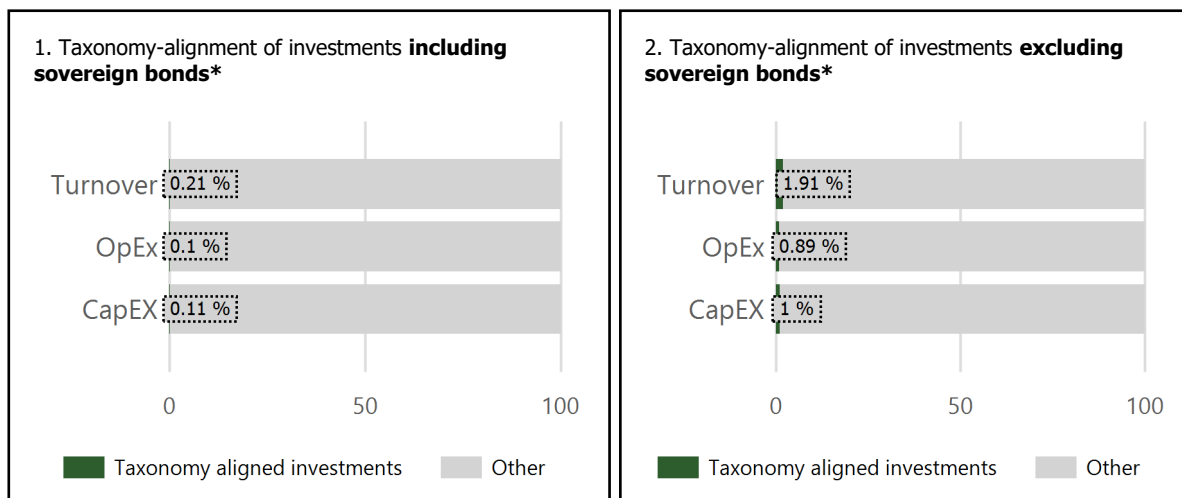 1. Taxonomy-alignment of investments including
sovereign bonds*
Turnover
0.21 %
OpEx
0.1 %
CapEX
0.11 %
0
50
100
Taxonomy aligned investments
Other
2. Taxonomy-alignment of investments excluding
sovereign bonds*
Turnover
1.91 %
OpEx
0.89 %
CapEX
1 %
0
50
100
Taxonomy aligned investments
Other